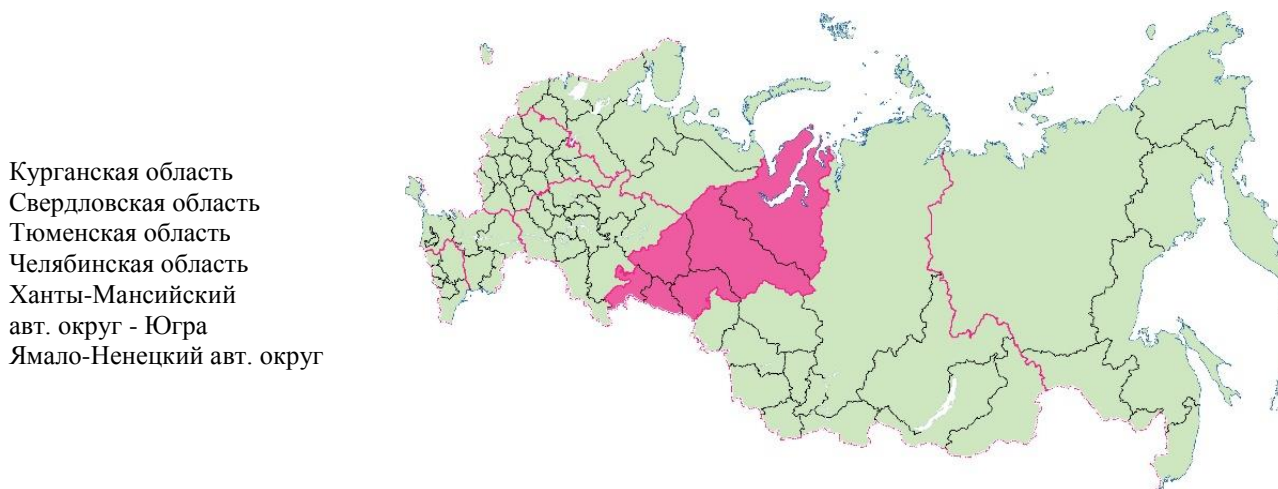 Курганская область
Свердловская область
Тюменская область
Челябинская область
Ханты-Мансийский
авт. округ - Югра
Ямало-Ненецкий авт. округ